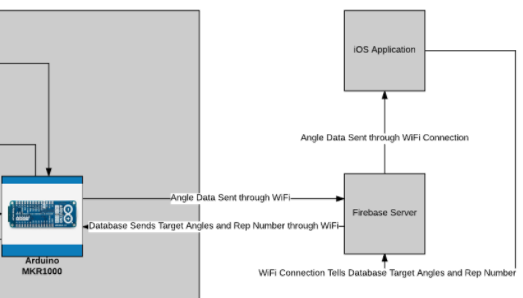 iOS Application
Angle Data Sent through WiFi Connection
Angle Data Sent through WiFi
Firebase Server
Database Sends Target Angles and Rep Number through WiFi
Arduino
MKR1000
WiFi Connection Tells Database Target Angles and Rep Number